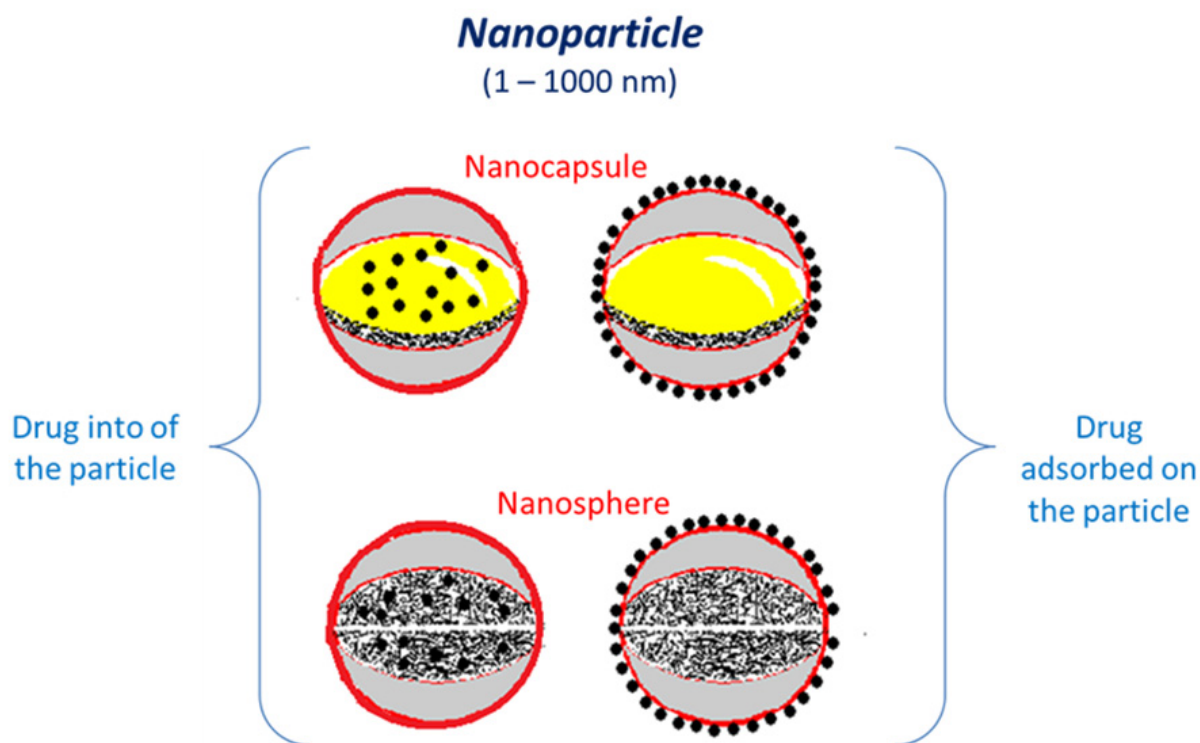 Nanoparticle
(1 – 1000 nm)
Nanocapsule
Drug into of
the particle
Drug
adsorbed on
the particle
Nanosphere